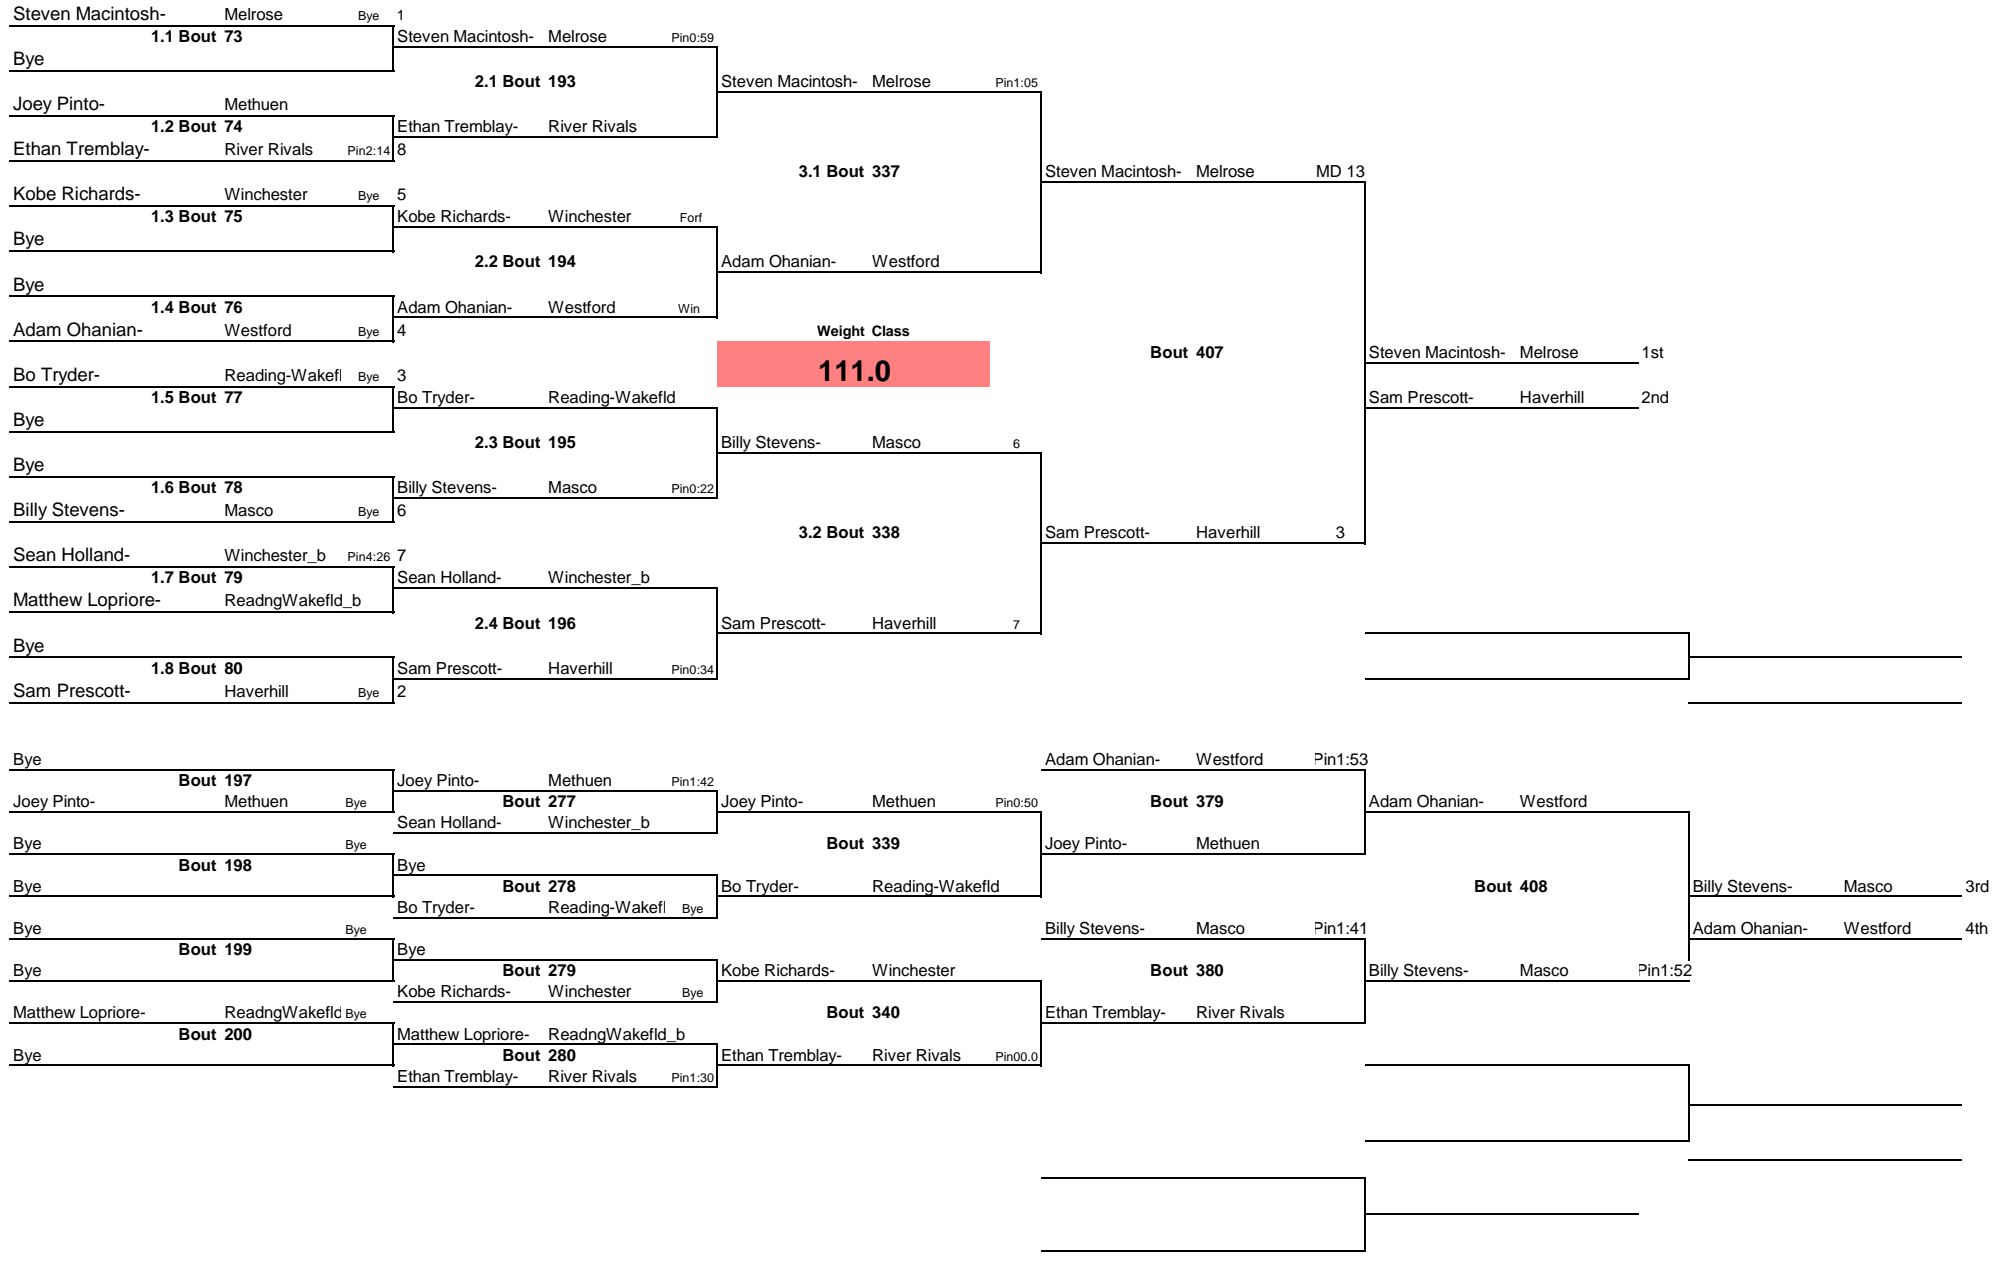 Steven Macintosh- Melrose Bye 1
1.1 Bout 73 Steven Macintosh- Melrose Pin0:59
Bye
2.1 Bout 193 Steven Macintosh- Melrose Pin1:05
Joey Pinto- Methuen
1.2 Bout 74 Ethan Tremblay- River Rivals
Ethan Tremblay- River Rivals Pin2:14 8
3.1 Bout 337 Steven Macintosh- Melrose MD 13
Kobe Richards- Winchester Bye 5
1.3 Bout 75 Kobe Richards- Winchester Forf
Bye
2.2 Bout 194 Adam Ohanian- Westford
Bye
1.4 Bout 76 Adam Ohanian- Westford Win
Adam Ohanian- Westford Bye 4 Weight Class
Bout 407 Steven Macintosh- Melrose 1st
Bo Tryder- Reading-Wakefl Bye 3 111.0
1.5 Bout 77 Bo Tryder- Reading-Wakefld Sam Prescott- Haverhill 2nd
Bye
2.3 Bout 195 Billy Stevens- Masco 6
Bye
1.6 Bout 78 Billy Stevens- Masco Pin0:22
Billy Stevens- Masco Bye 6
3.2 Bout 338 Sam Prescott- Haverhill 3
Sean Holland- Winchester_b Pin4:26 7
1.7 Bout 79 Sean Holland- Winchester_b
Matthew Lopriore- ReadngWakefld_b
2.4 Bout 196 Sam Prescott- Haverhill 7
Bye
1.8 Bout 80 Sam Prescott- Haverhill Pin0:34
Sam Prescott- Haverhill Bye 2
Bye Adam Ohanian- Westford Pin1:53
Bout 197 Joey Pinto- Methuen Pin1:42
Joey Pinto- Methuen Bye Bout 277 Joey Pinto- Methuen Pin0:50 Bout 379 Adam Ohanian- Westford
Sean Holland- Winchester_b
Bye Bye Bout 339 Joey Pinto- Methuen
Bout 198 Bye
Bye Bout 278 Bo Tryder- Reading-Wakefld Bout 408 Billy Stevens- Masco 3rd
Bo Tryder- Reading-Wakefl Bye
Bye Bye Billy Stevens- Masco Pin1:41 Adam Ohanian- Westford 4th
Bout 199 Bye
Bye Bout 279 Kobe Richards- Winchester Bout 380 Billy Stevens- Masco Pin1:52
Kobe Richards- Winchester Bye
Matthew Lopriore- ReadngWakefld Bye Bout 340 Ethan Tremblay- River Rivals
Bout 200 Matthew Lopriore- ReadngWakefld_b
Bye Bout 280 Ethan Tremblay- River Rivals Pin00.0
Ethan Tremblay- River Rivals Pin1:30